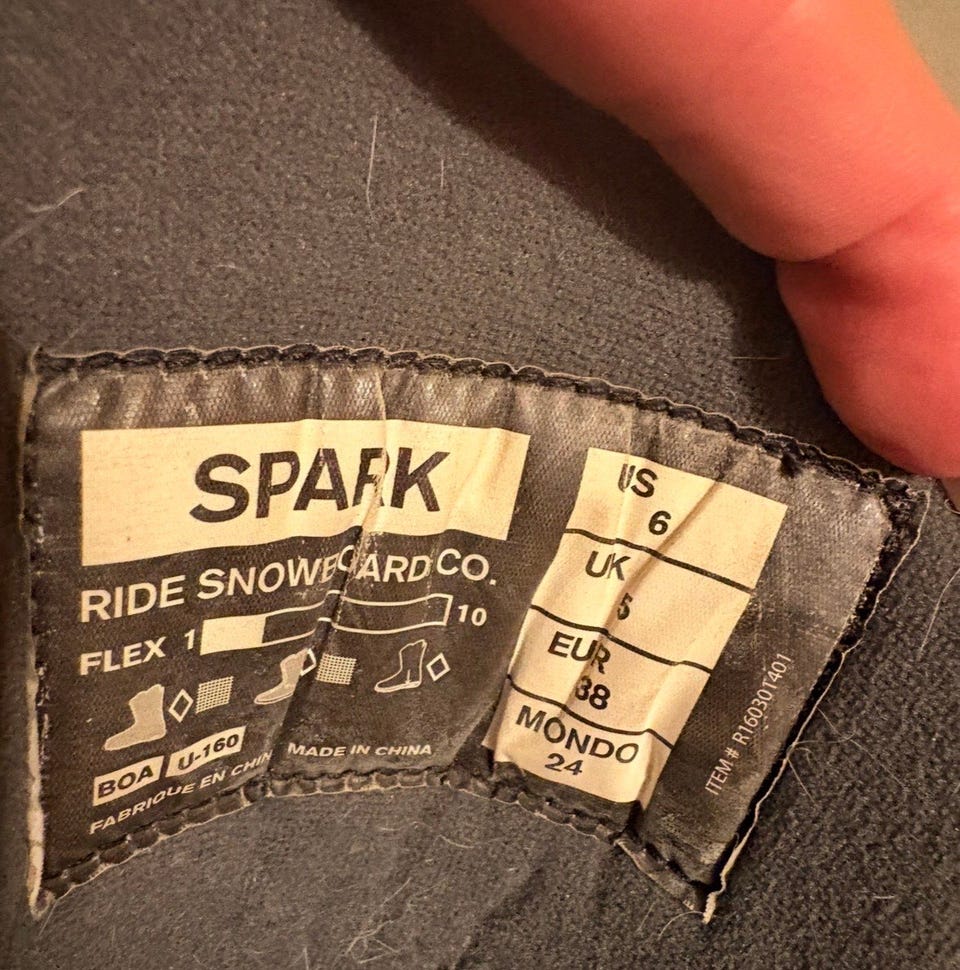 SPARK
RIDE SNOWBOARD CO.
FLEX 1 10
BOA U-160
FABRIQUE EN CHIN
MADE IN CHINA
US
6
UK
5
EUR
38
MONDO
24
ITEM# R160301401